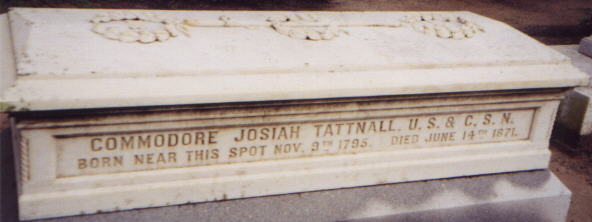 COMMODORE JOSIAH TATTNALL. U. S. & C. S. N.
BORN NEAR THIS SPOT NOV. 9TH 1795. DIED JUNE 14TH 1871.